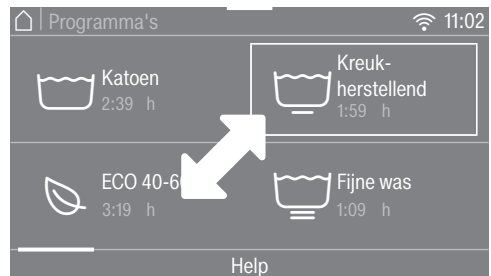 Programma's 11:02
Katoen
2:39 h
Kreuk-
herstellend
1:59 h
ECO 40-6
3:19 h
Fijne was
1:09 h
Help